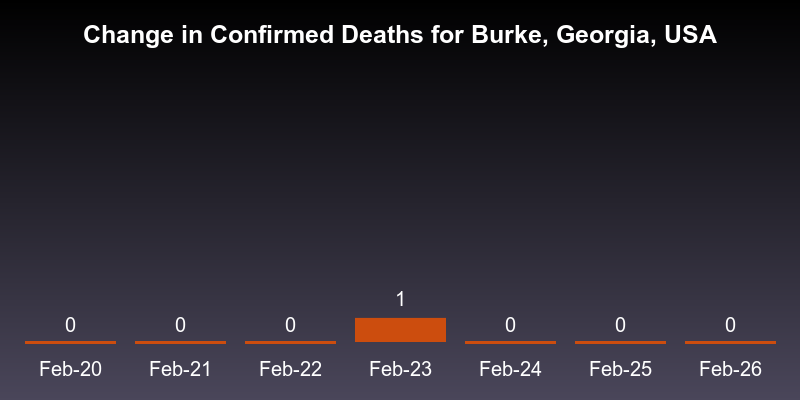 Change in Confirmed Deaths for Burke, Georgia, USA
1
0 0 0 0 0 0
Feb-20 Feb-21 Feb-22 Feb-23 Feb-24 Feb-25 Feb-26